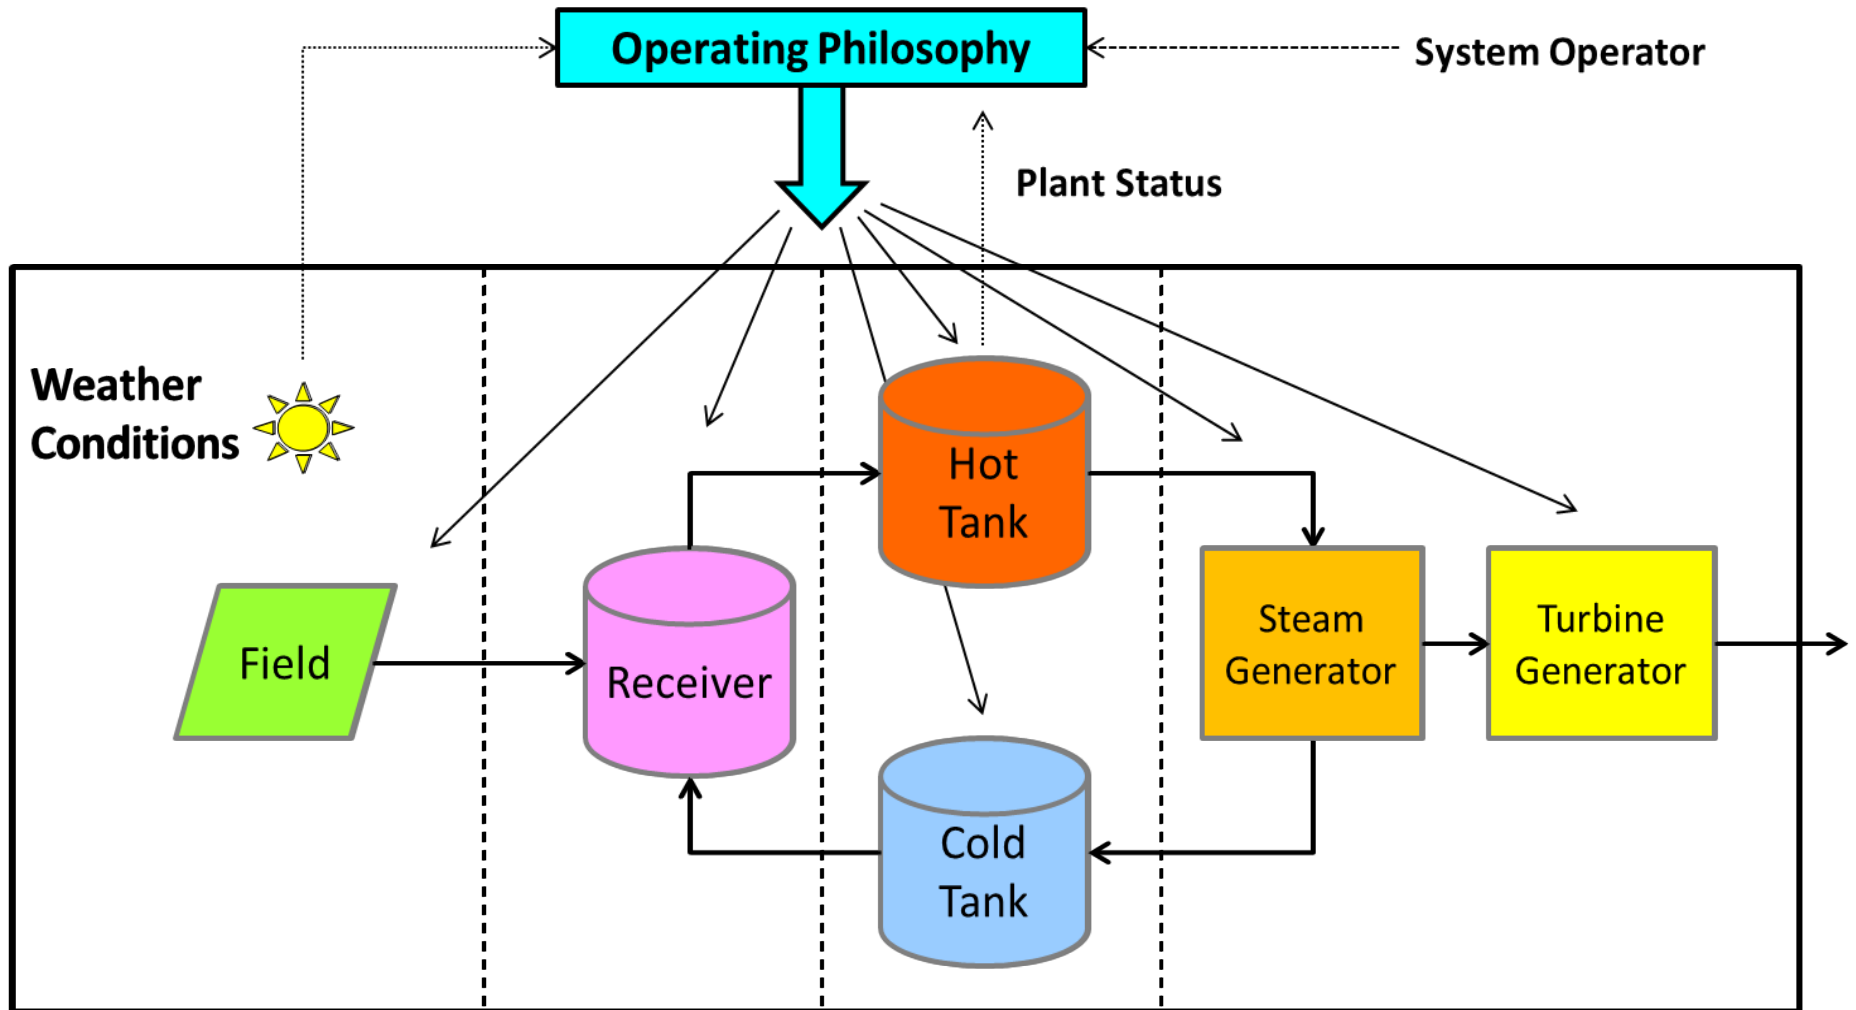 Operating Philosophy
System Operator
Plant Status
Weather
Conditions
Hot
Tank
Field
Receiver
Steam
Generator
Turbine
Generator
Cold
Tank